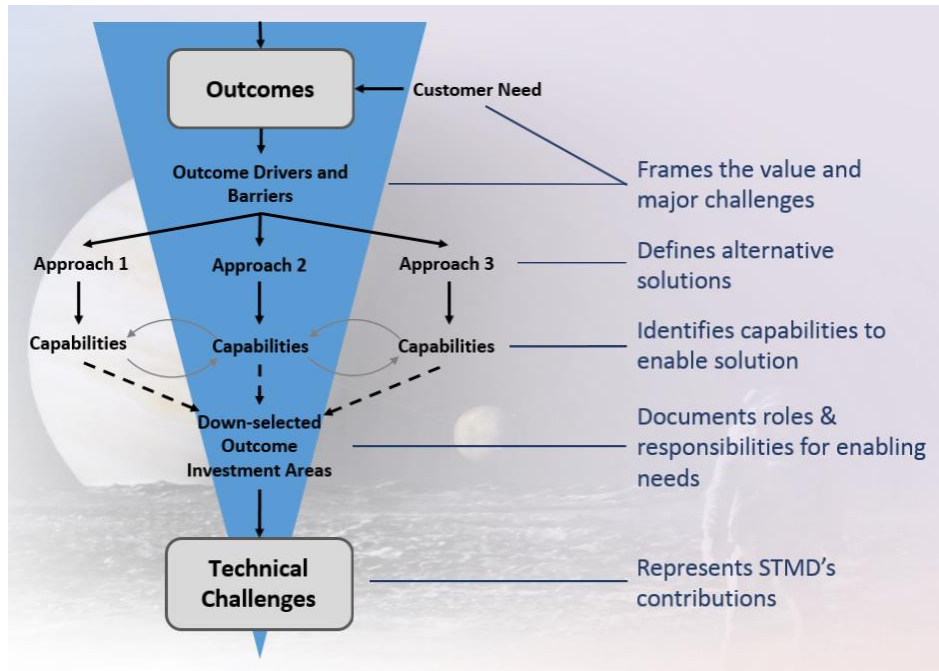 Outcomes
Customer Need
Outcome Drivers and
Barriers
Frames the value and
major challenges
Approach 1
Approach 2
Approach 3
Defines alternative
solutions
Capabilities
Capabilities
Capabilities
Identifies capabilities to
enable solution
Down-selected
Outcome
Investment Areas
Documents roles &
responsibilities for enabling
needs
Technical
Challenges
Represents STMD's
contributions